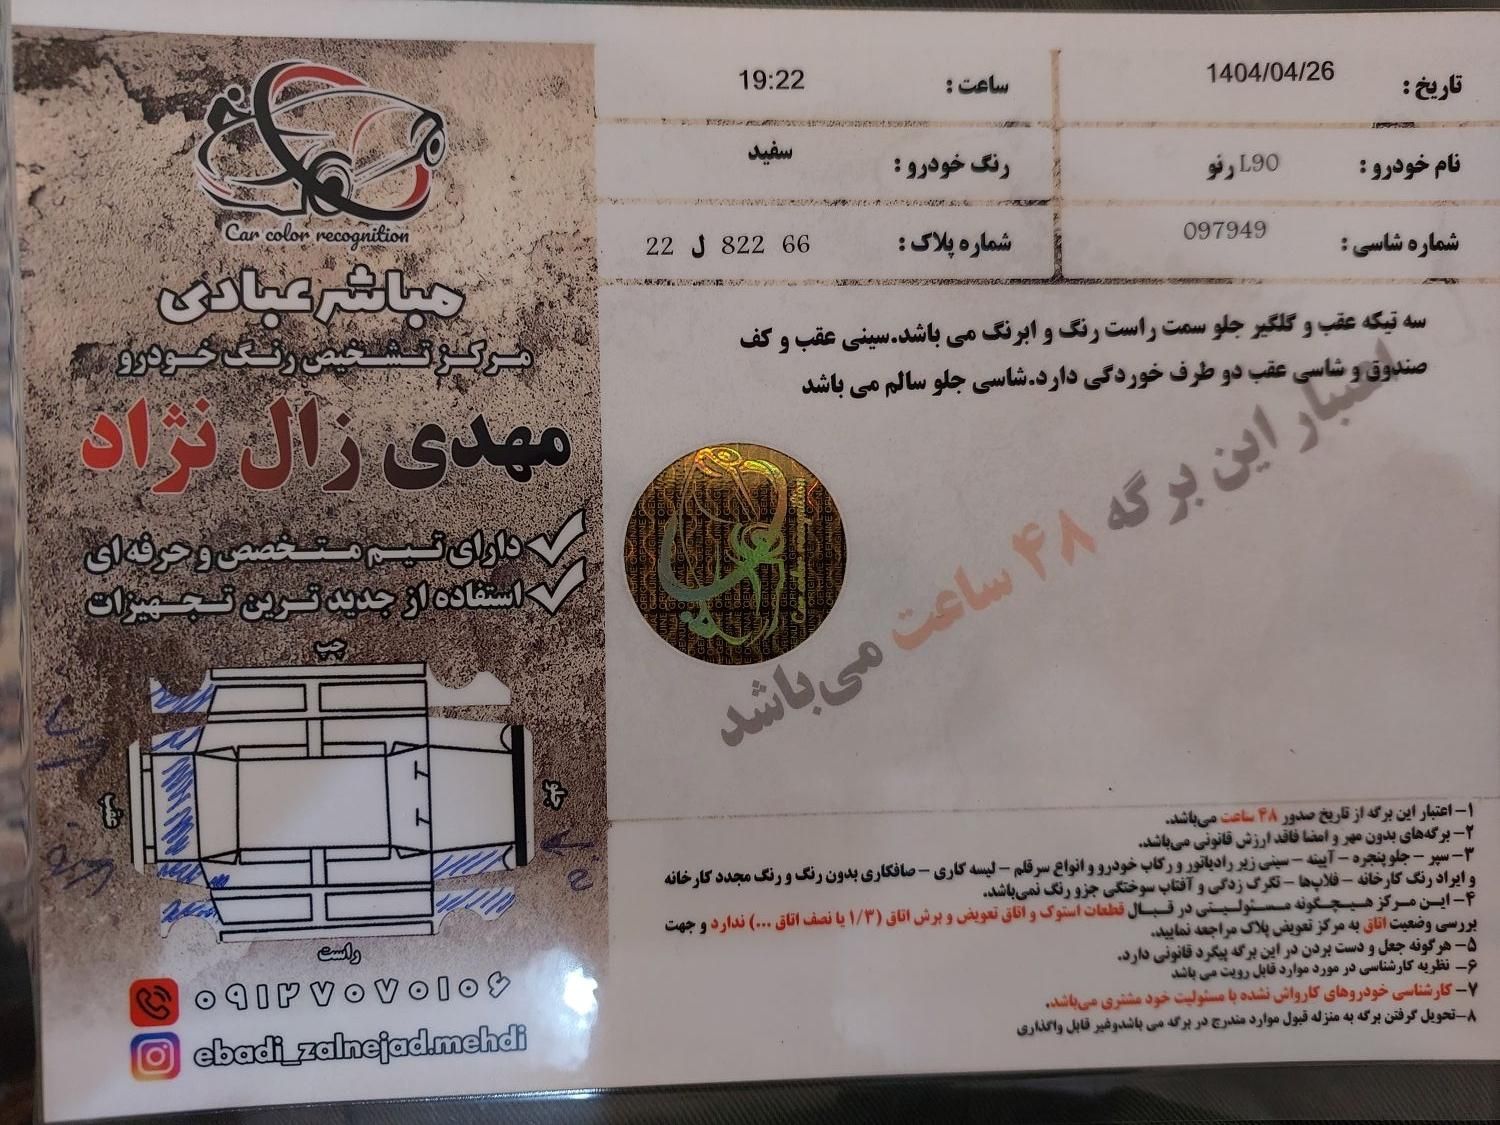 تاریخ : 1404/04/26
ساعت : 19:22
نام خودرو : L90 رنو
رنگ خودرو : سفید
شماره شاسی : 097949
شماره پلاک : 66 822 ل 22
سه تیکه عقب و گلگیر جلو سمت راست رنگ و ابرنگ می باشد.سینی عقب و کف
صندوق و شاسی عقب دو طرف خوردگی دارد.شاسی جلو سالم می باشد
اعتبار این برگه ۴۸ ساعت می‌باشد
۱- اعتبار این برگه از تاریخ صدور ۴۸ ساعت می‌باشد.
۲- برگه‌های بدون مهر و امضا فاقد ارزش قانونی می‌باشد.
۳- سپر - جلو پنجره - آیینه - سینی زیر رادیاتور و رکاب خودرو و انواع سرقلم - لیسه کاری - صافکاری بدون رنگ و رنگ مجدد کارخانه
و ایراد رنگ کارخانه - فلاپ‌ها - تگرگ زدگی و آفتاب سوختگی جزو رنگ نمی‌باشد.
۴- این مرکز هیچگونه مسئولیتی در قبال قطعات استوک و اتاق تعویض و برش اتاق (۱/۳ یا نصف اتاق ...) ندارد و جهت
بررسی وضعیت اتاق به مرکز تعویض پلاک مراجعه نمایید.
۵- هرگونه جعل و دست بردن در این برگه پیگرد قانونی دارد.
۶- نظریه کارشناسی در مورد موارد قابل رویت می باشد
۷- کارشناسی خودروهای کارواش نشده با مسئولیت خود مشتری می‌باشد.
۸-تحویل گرفتن برگه به منزله قبول موارد مندرج در برگه می باشدوغیر قابل واگذاری
Car color recognition
مباشر عبادی
مرکز تشخیص رنگ خودرو
مهدی زال نژاد
دارای تیم متخصص و حرفه ای
استفاده از جدید ترین تجهیزات
چپ
جلو
عقب
راست
۰۹۱۲۷۰۷۰۱۰۶
ebadi_zalnejad.mehdi